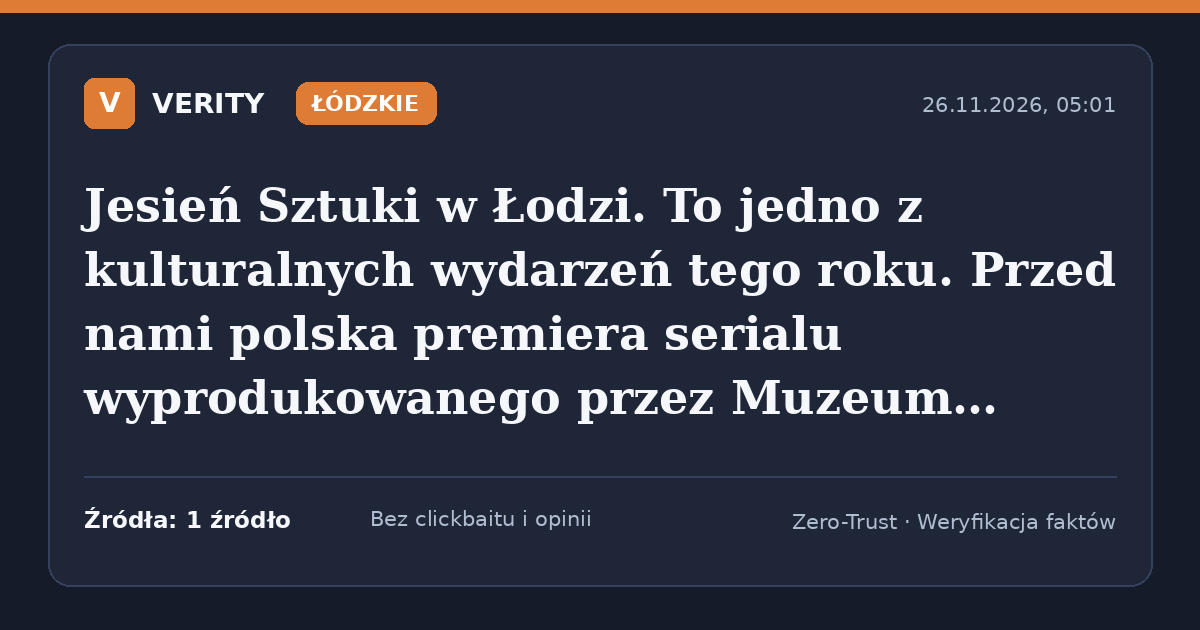 V VERITY ŁÓDZKIE 26.11.2026, 05:01
Jesień Sztuki w Łodzi. To jedno z
kulturalnych wydarzeń tego roku. Przed
nami polska premiera serialu
wyprodukowanego przez Muzeum...
Źródła: 1 źródło Bez clickbaitu i opinii Zero-Trust · Weryfikacja faktów